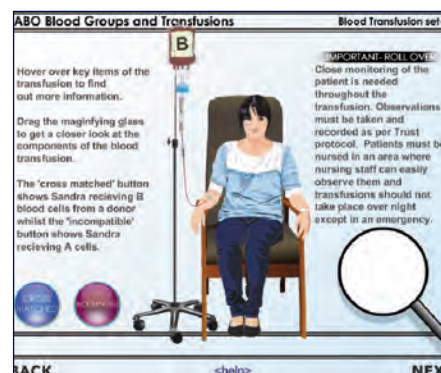 ABO Blood Groups and Transfusions
Blood Transfusion set
B
Hover over key items of the
transfusion to find
out more information.
Drag the maginfying glass
to get a closer look at the
components of the blood
transfusion.
The 'cross matched' button
shows Sandra recieving B
blood cells from a donor
whilst the 'incompatible'
button shows Sandra
recieving A cells.
IMPORTANT- ROLL OVER
Close monitoring of the
patient is needed
throughout the
transfusion. Observations
must be taken and
recorded as per Trust
protocol. Patients must be
nursed in an area where
nursing staff can easily
observe them and
transfusions should not
take place over night
except in an emergency.
CROSS
MATCHED
BACK
<help>
NEX